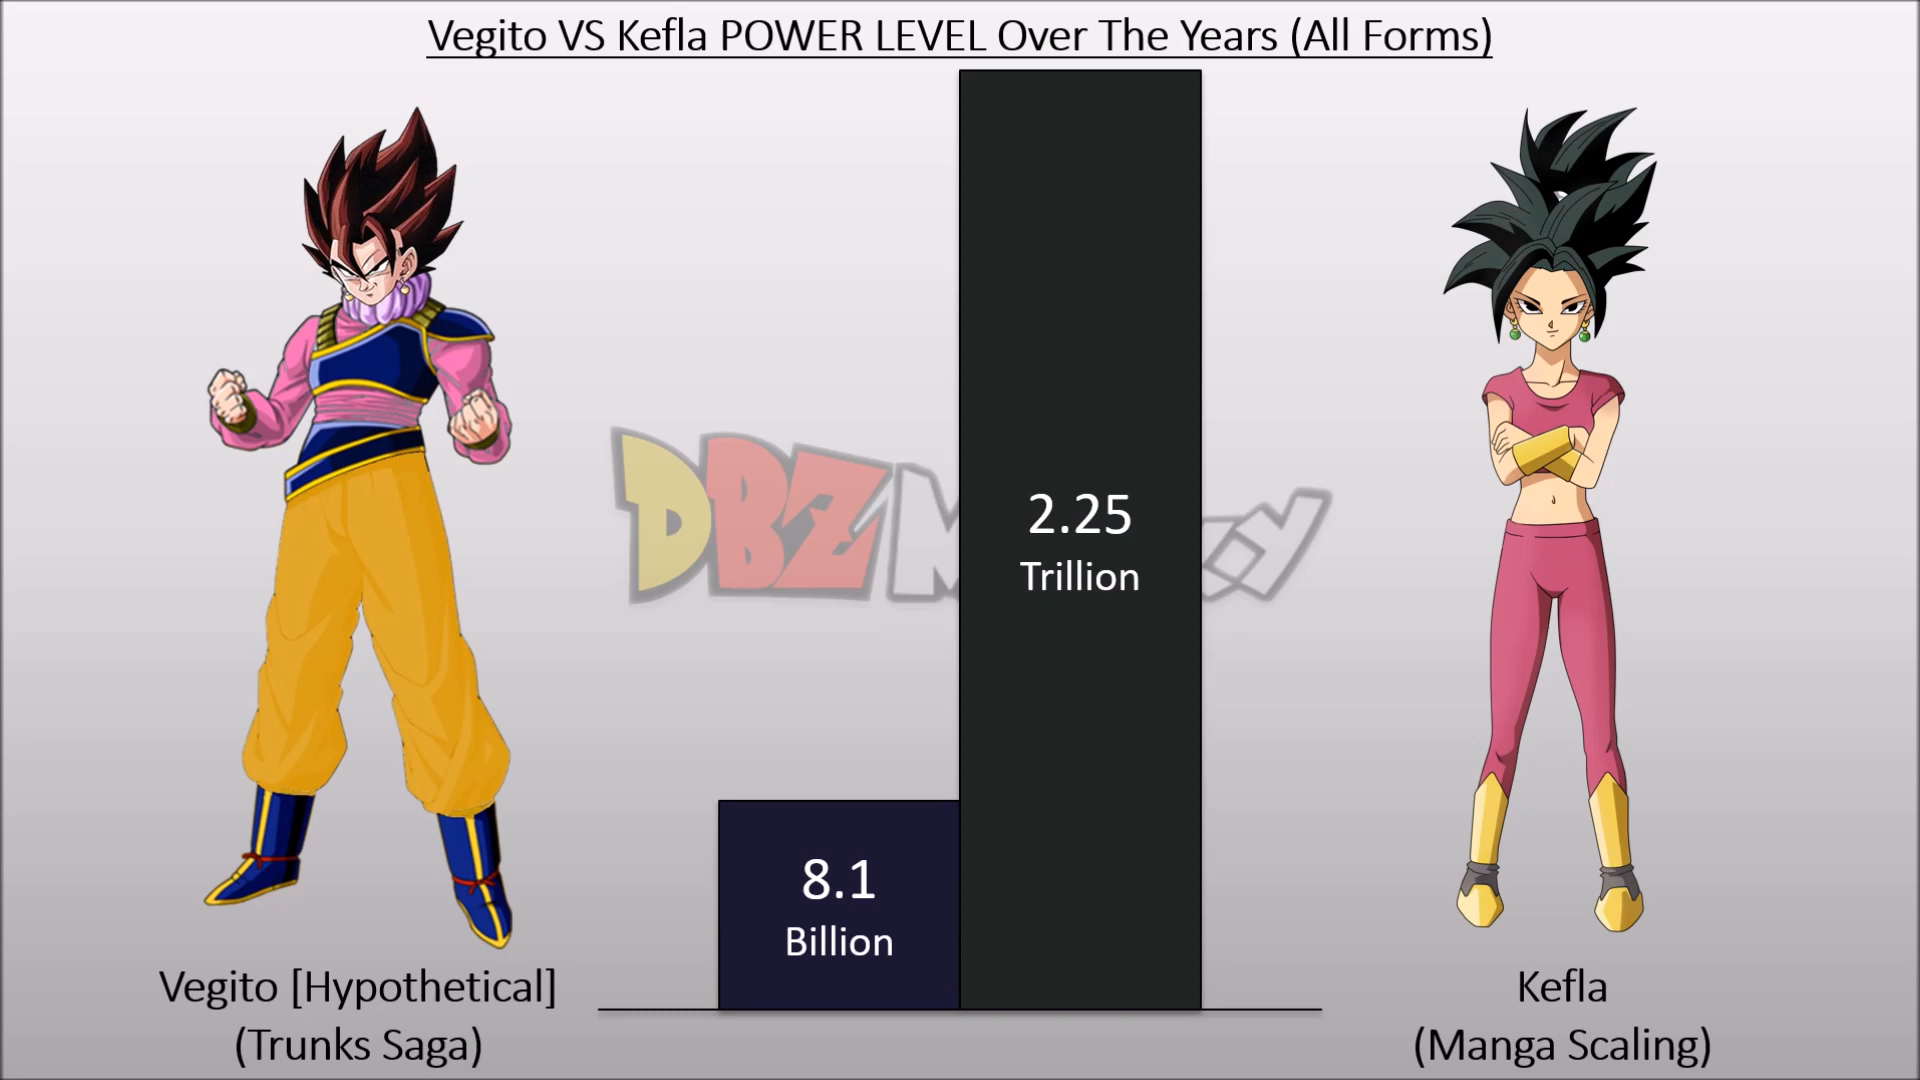 Vegito VS Kefla POWER LEVEL Over The Years (All Forms)
DBZ
2.25
Trillion
8.1
Billion
Vegito [Hypothetical]
(Trunks Saga)
Kefla
(Manga Scaling)